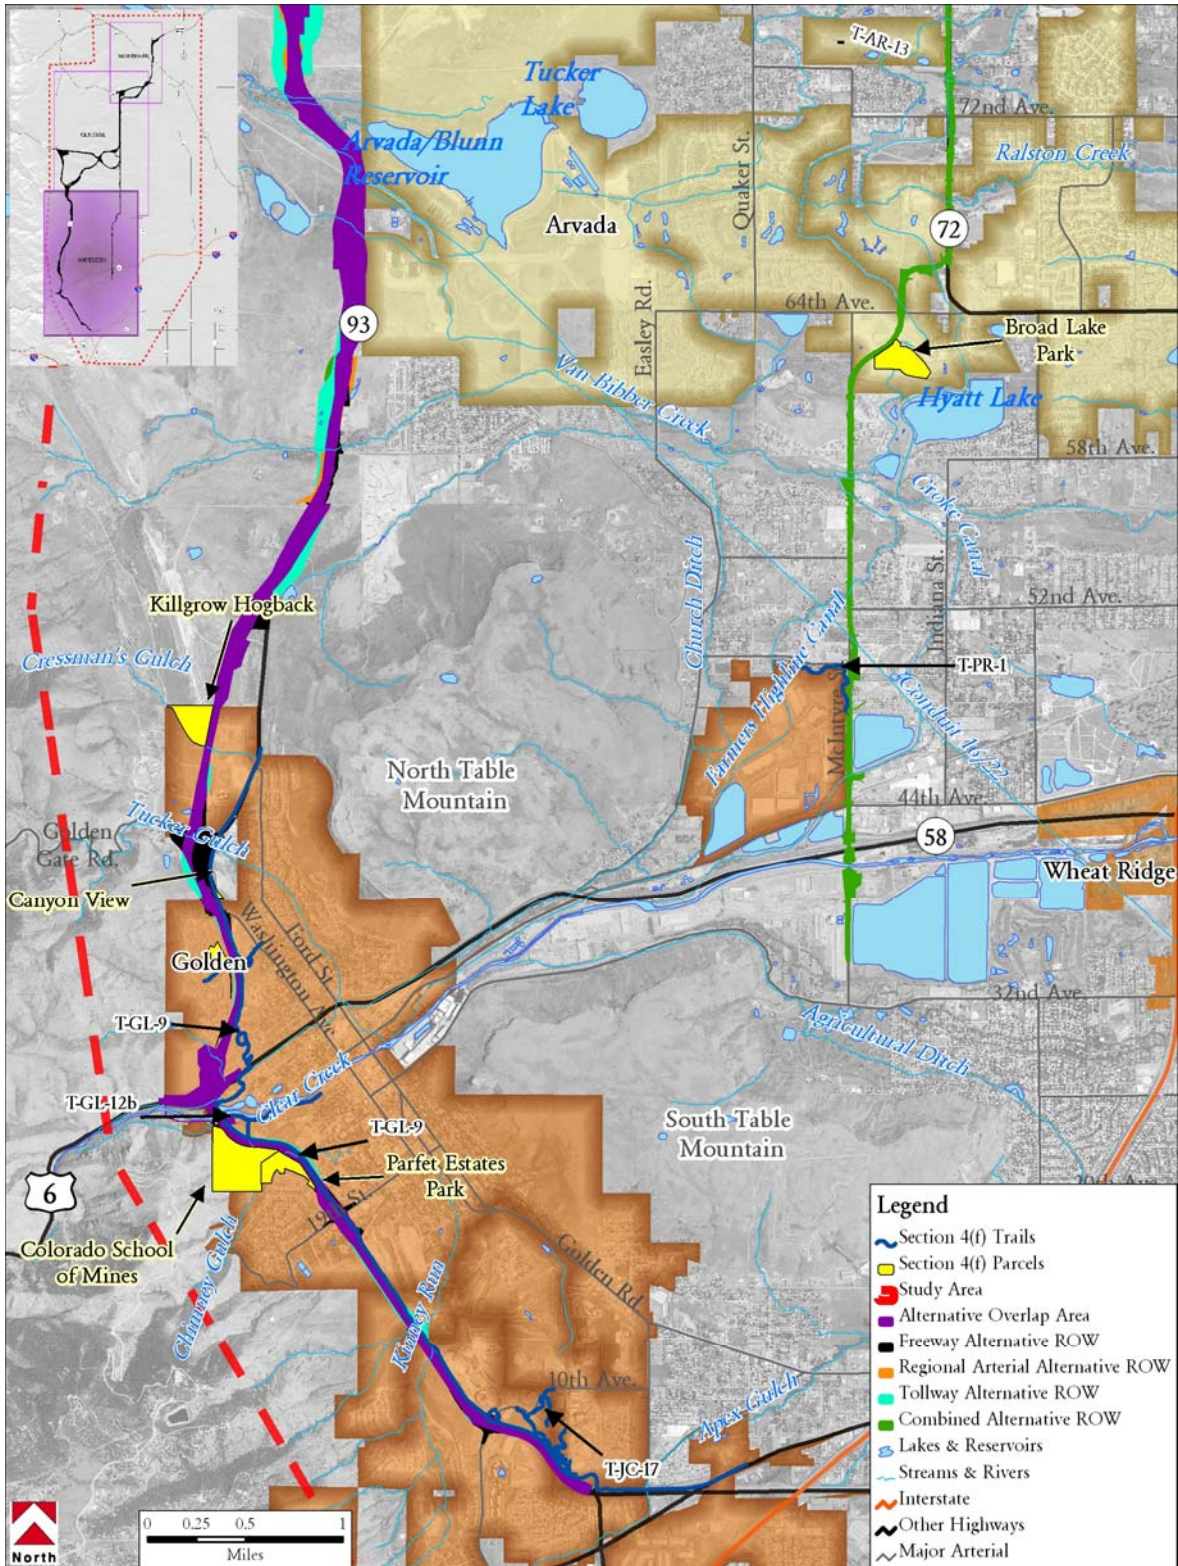 T-AR-13
Tucker
Lake
72nd Ave.
Arvada/Blunn
Reservoir
Quaker St.
Ralston Creek
Arvada
72
Easley Rd.
64th Ave.
93
Broad Lake
Park
Van Bibber Creek
Hyatt Lake
58th Ave.
Croke Canal
Church Ditch
Indiana St.
Killgrow Hogback
52nd Ave.
Farmers Highline Canal
Cressman's Gulch
T-PR-1
McIntyre St.
Conduit 16/22
North Table
Mountain
44th Ave.
Tucker Gulch
Golden
Gate Rd.
58
Wheat Ridge
Canyon View
Ford St.
Washington Ave.
Golden
32nd Ave.
T-GL-9
Agricultural Ditch
Clear Creek
T-GL-12b
South Table
Mountain
T-GL-9
Parfet Estates
Park
6
19th St.
20th Ave.
Colorado School
of Mines
Chimney Gulch
Golden Rd.
Kinney Run
10th Ave.
Apex Gulch
T-JC-17
Legend
Section 4(f) Trails
Section 4(f) Parcels
Study Area
Alternative Overlap Area
Freeway Alternative ROW
Regional Arterial Alternative ROW
Tollway Alternative ROW
Combined Alternative ROW
Lakes & Reservoirs
Streams & Rivers
Interstate
Other Highways
Major Arterial
North
0 0.25 0.5 1
Miles